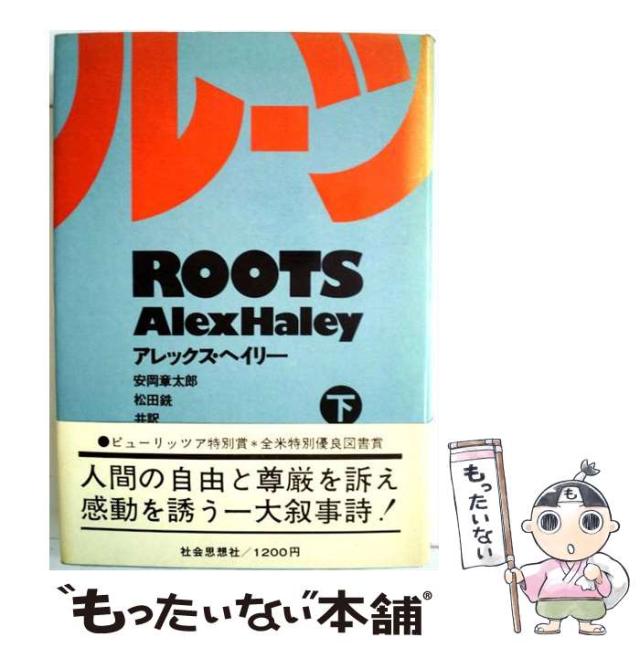 ルーツ
ROOTS
Alex Haley
アレックス・ヘイリー
安岡章太郎
松田銑
共訳
下
●ピューリッツア特別賞＊全米特別優良図書賞
人間の自由と尊厳を訴え
感動を誘う一大叙事詩！
社会思想社／1200円
も
もったいない
"もったいない"本舗®